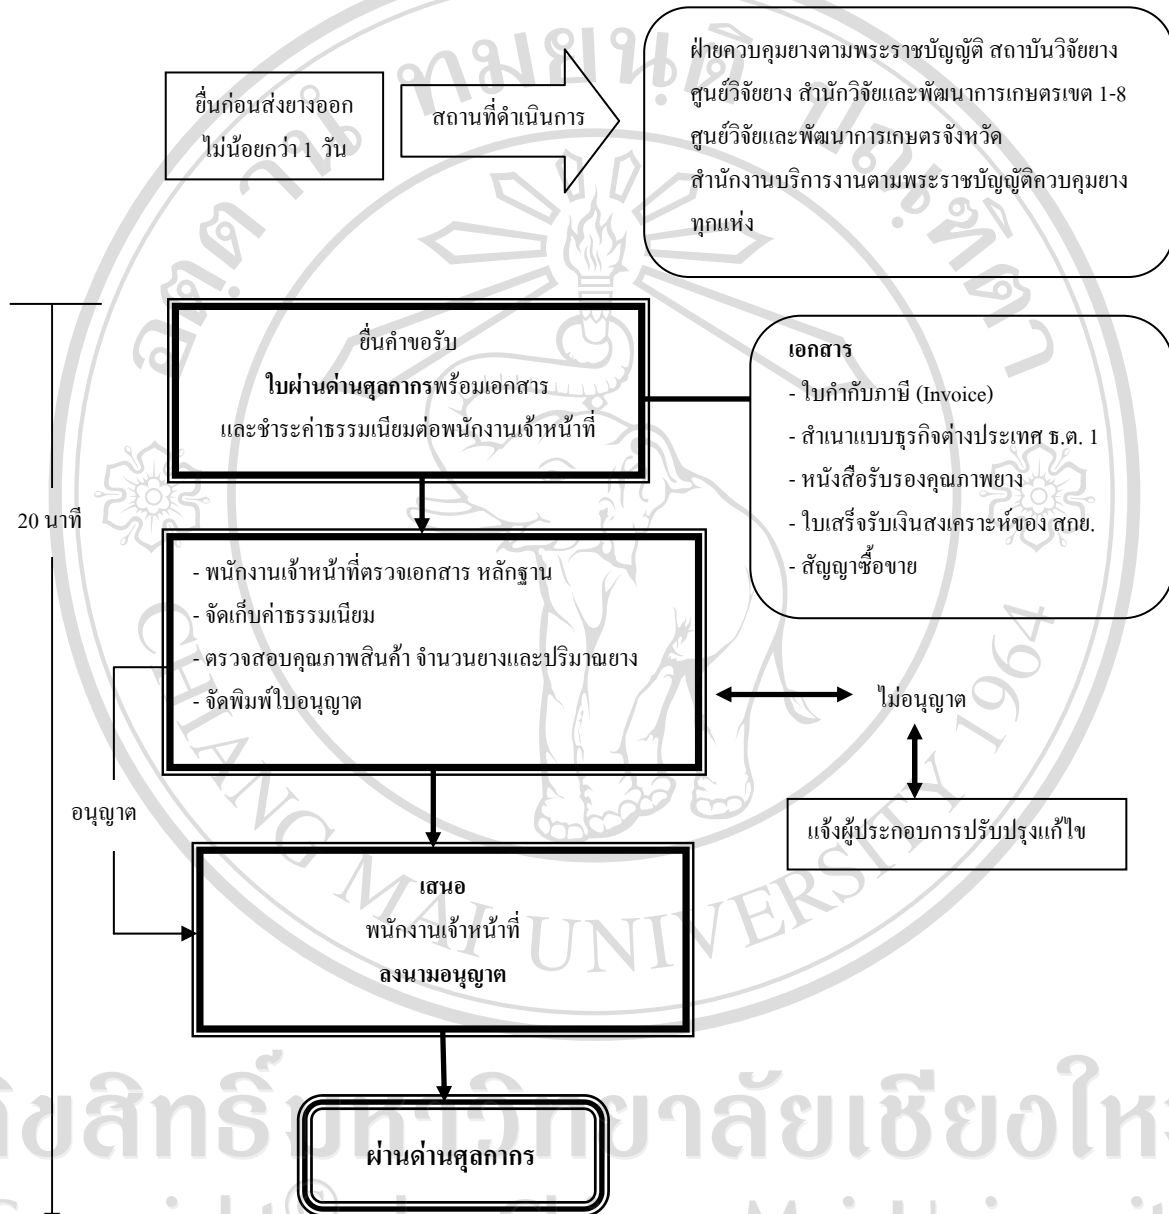 ยื่นก่อนส่งยางออก
ไม่น้อยกว่า 1 วัน
สถานที่ดำเนินการ
ฝ่ายควบคุมยางตามพระราชบัญญัติ สถาบันวิจัยยาง
ศูนย์วิจัยยาง สำนักวิจัยและพัฒนาการเกษตรเขต 1-8
ศูนย์วิจัยและพัฒนาการเกษตรจังหวัด
สำนักงานบริการงานตามพระราชบัญญัติควบคุมยาง
ทุกแห่ง
ยื่นคำขอรับ
ใบผ่านด่านศุลกากรพร้อมเอกสาร
และชำระค่าธรรมเนียมต่อพนักงานเจ้าหน้าที่
เอกสาร
- ใบกำกับภาษี (Invoice)
- สำเนาแบบธุรกิจต่างประเทศ ธ.ต. 1
- หนังสือรับรองคุณภาพยาง
- ใบเสร็จรับเงินสงเคราะห์ของ สกย.
- สัญญาซื้อขาย
20 นาที
- พนักงานเจ้าหน้าที่ตรวจเอกสาร หลักฐาน
- จัดเก็บค่าธรรมเนียม
- ตรวจสอบคุณภาพสินค้า จำนวนยางและปริมาณยาง
- จัดพิมพ์ใบอนุญาต
ไม่อนุญาต
อนุญาต
แจ้งผู้ประกอบการปรับปรุงแก้ไข
เสนอ
พนักงานเจ้าหน้าที่
ลงนามอนุญาต
ผ่านด่านศุลกากร
CHIANG MAI UNIVERSITY 1964